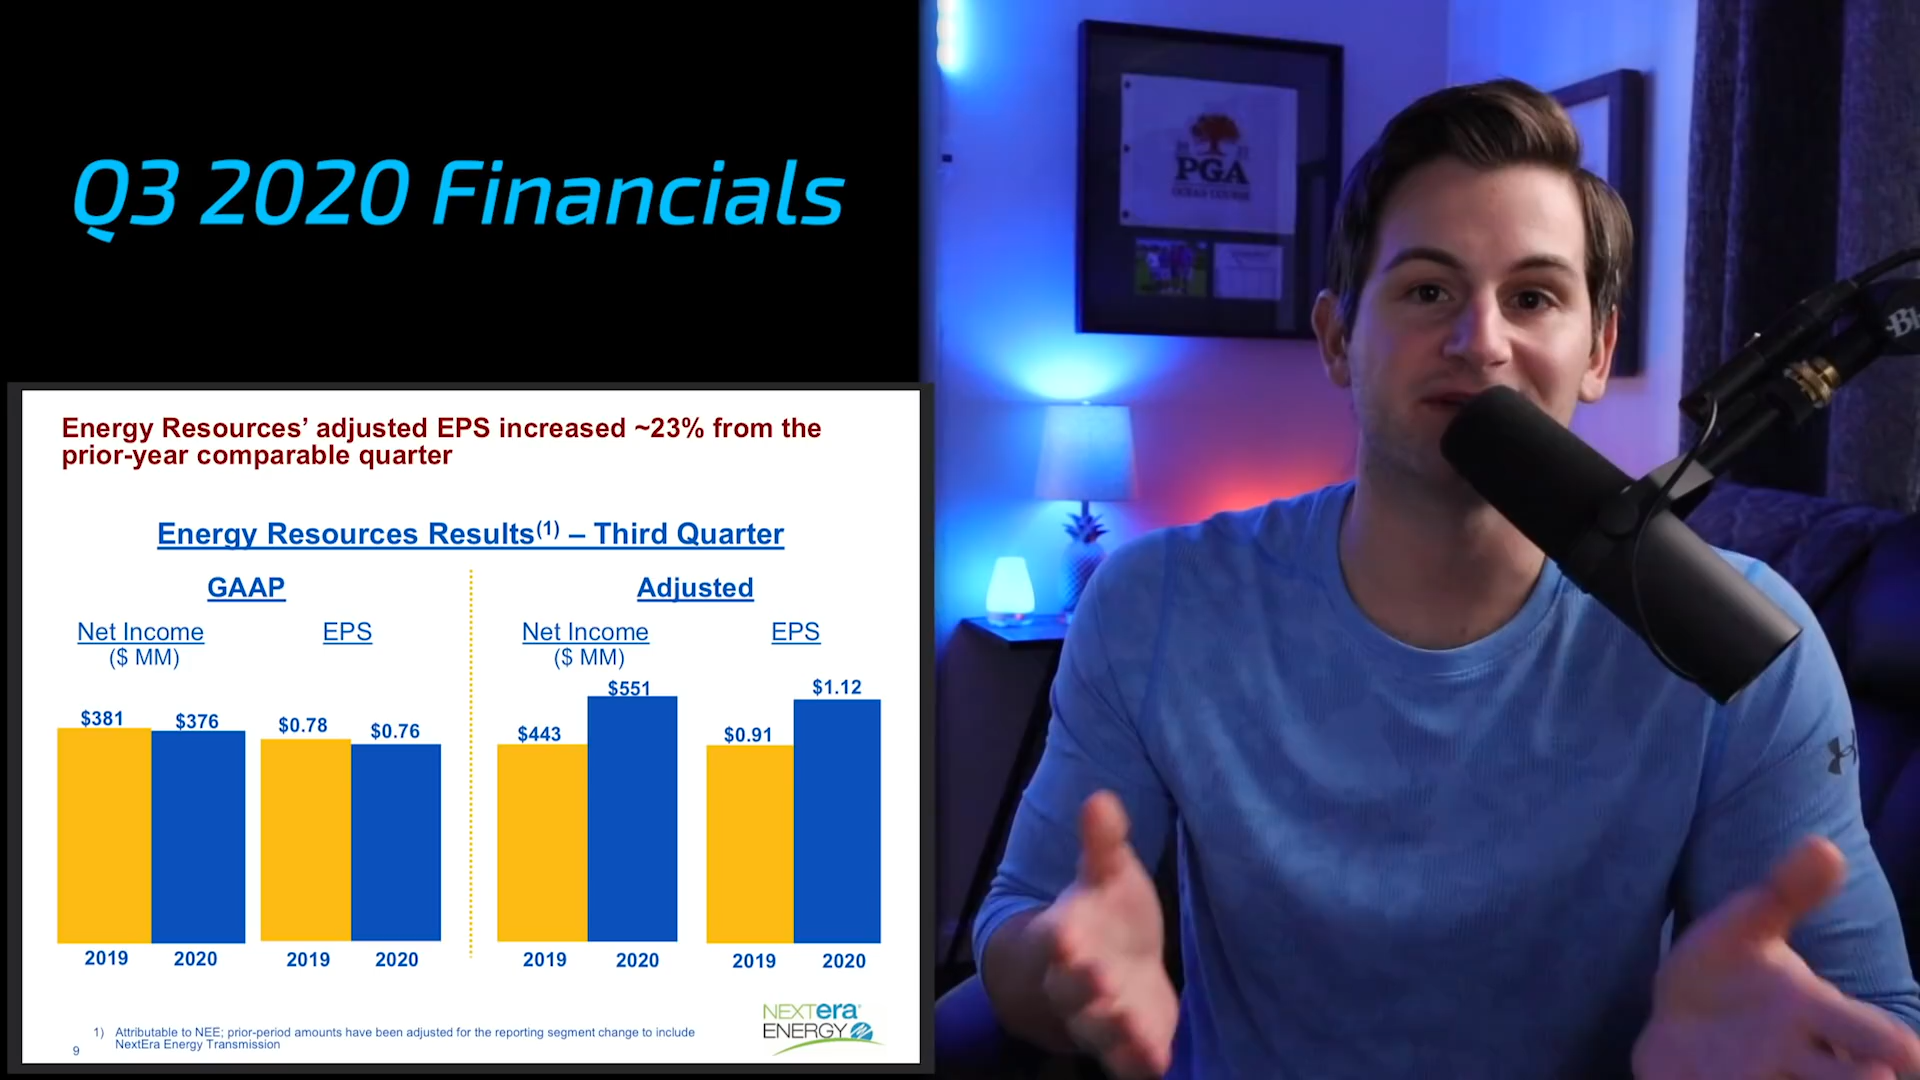 Q3 2020 Financials
Energy Resources’ adjusted EPS increased ~23% from the
prior-year comparable quarter
Energy Resources Results(1) – Third Quarter
GAAP
Adjusted
Net Income
($ MM)
EPS
Net Income
($ MM)
EPS
$381
$376
$0.78
$0.76
$443
$551
$0.91
$1.12
2019
2020
2019
2020
2019
2020
2019
2020
1) Attributable to NEE; prior-period amounts have been adjusted for the reporting segment change to include
NextEra Energy Transmission
9
NEXTera
ENERGY
PGA